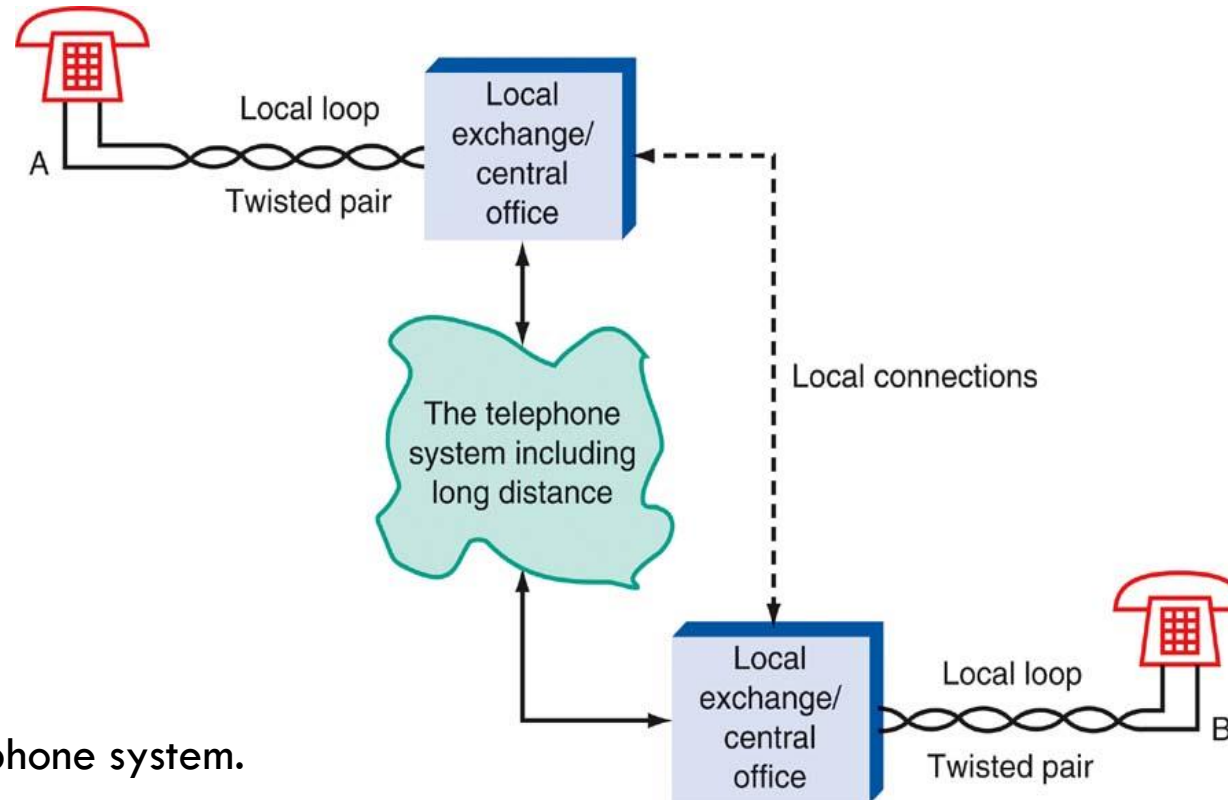 Local loop
A
Twisted pair
Local
exchange/
central
office
Local connections
The telephone
system including
long distance
Local
exchange/
central
office
Local loop
B
Twisted pair
phone system.